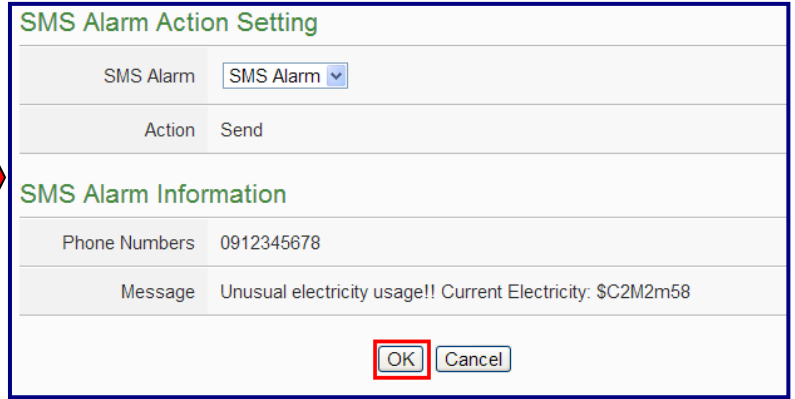 SMS Alarm Action Setting
SMS Alarm SMS Alarm
Action Send
SMS Alarm Information
Phone Numbers 0912345678
Message Unusual electricity usage!! Current Electricity: $C2M2m58
OK Cancel